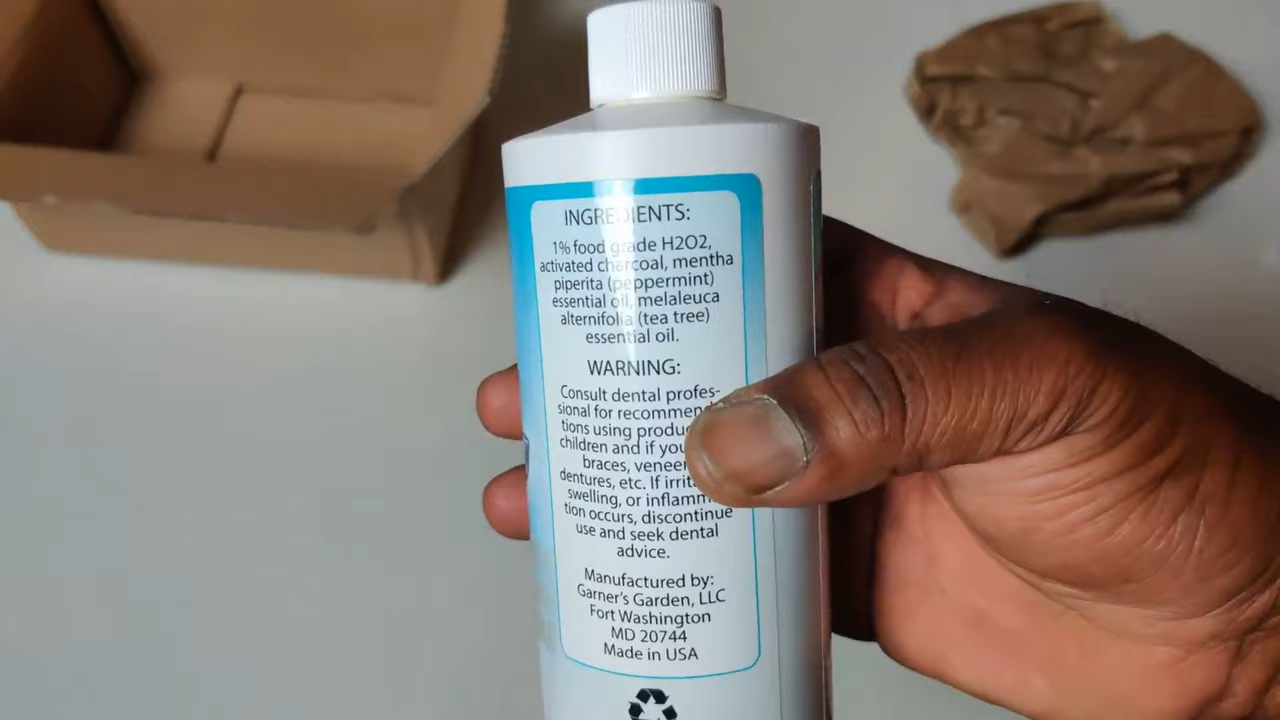 INGREDIENTS:
1% food grade H2O2,
activated charcoal, mentha
piperita (peppermint)
essential oil, melaleuca
alternifolia (tea tree)
essential oil.
WARNING:
Consult dental profes-
sional for recommend
tions using produc
children and if you
braces, veneer
dentures, etc. If irrit
swelling, or inflamm
tion occurs, discontinue
use and seek dental
advice.
Manufactured by:
Garner's Garden, LLC
Fort Washington
MD 20744
Made in USA